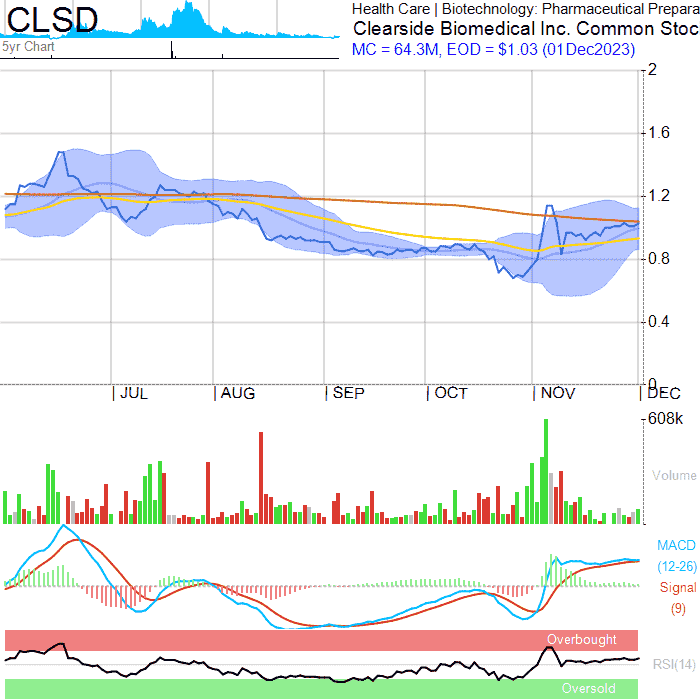 CLSD
5yr Chart
Health Care | Biotechnology: Pharmaceutical Prepara
Clearside Biomedical Inc. Common Stoc
MC = 64.3M, EOD = $1.03 (01Dec2023)
2
1.6
1.2
0.8
0.4
0
JUL AUG SEP OCT NOV DEC
608k
Volume
MACD
(12-26)
Signal
(9)
Overbought
RSI(14)
Oversold